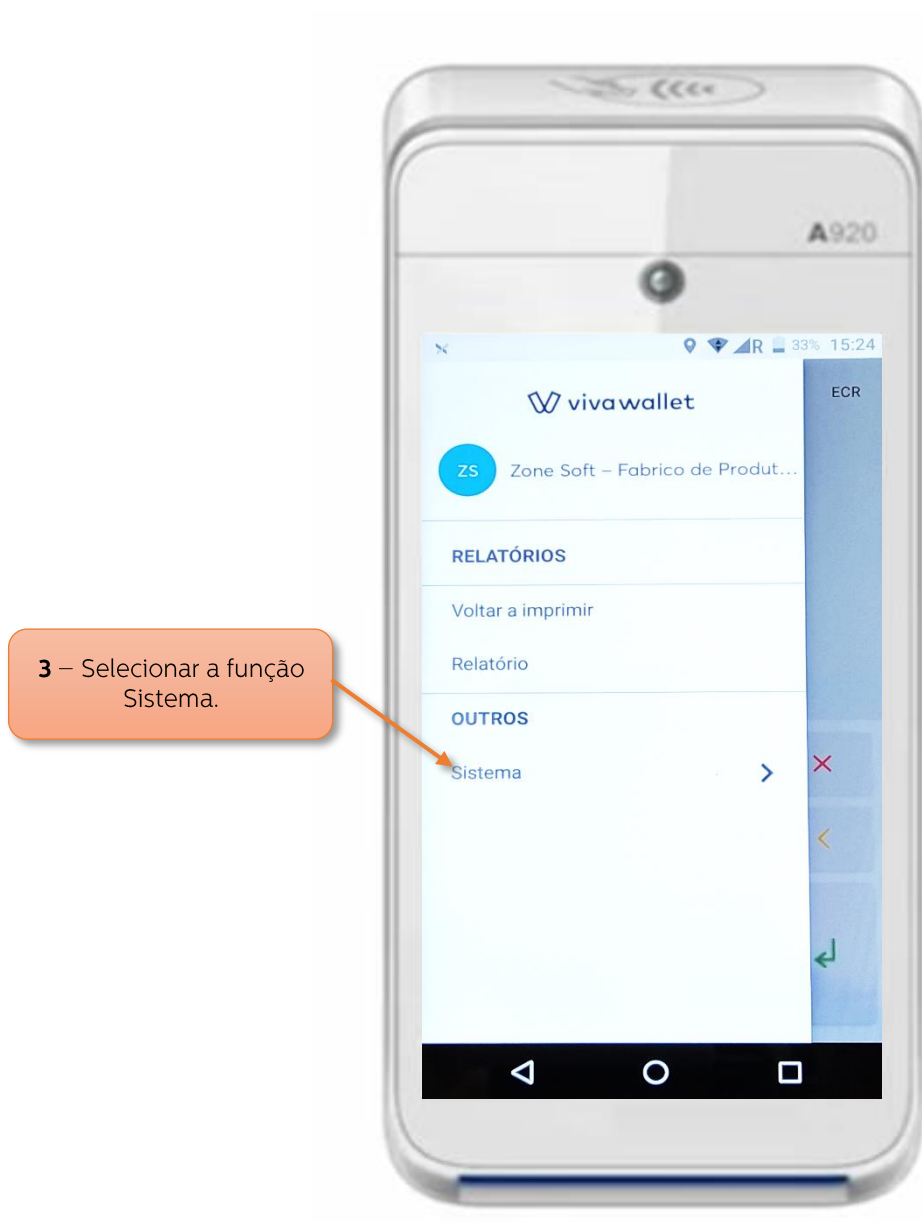 A920
R 33% 15:24
vivawallet
ECR
ZS Zone Soft – Fabrico de Produt...
RELATÓRIOS
Voltar a imprimir
Relatório
3 – Selecionar a função
Sistema.
OUTROS
Sistema